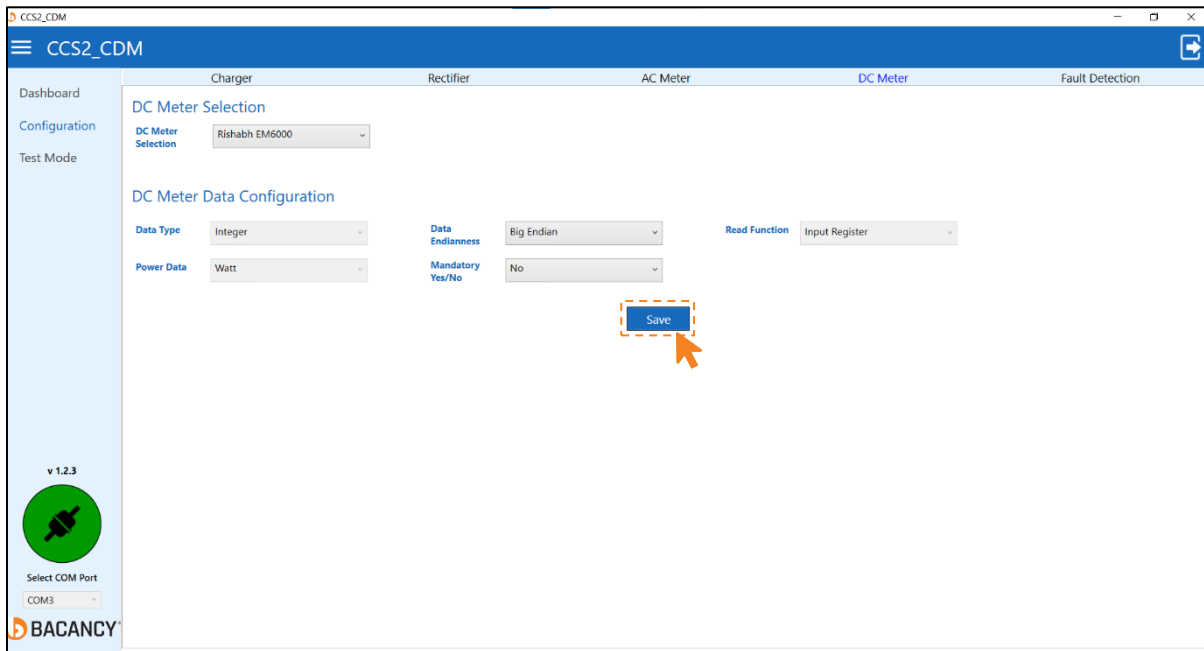 CCS2_CDM
CCS2_CDM
Charger Rectifier AC Meter DC Meter Fault Detection
Dashboard
Configuration
Test Mode
DC Meter Selection
DC Meter
Selection
Rishabh EM6000
DC Meter Data Configuration
Data Type
Integer
Data
Endianness
Big Endian
Read Function
Input Register
Power Data
Watt
Mandatory
Yes/No
No
Save
v 1.2.3
Select COM Port
COM3
BACANCY